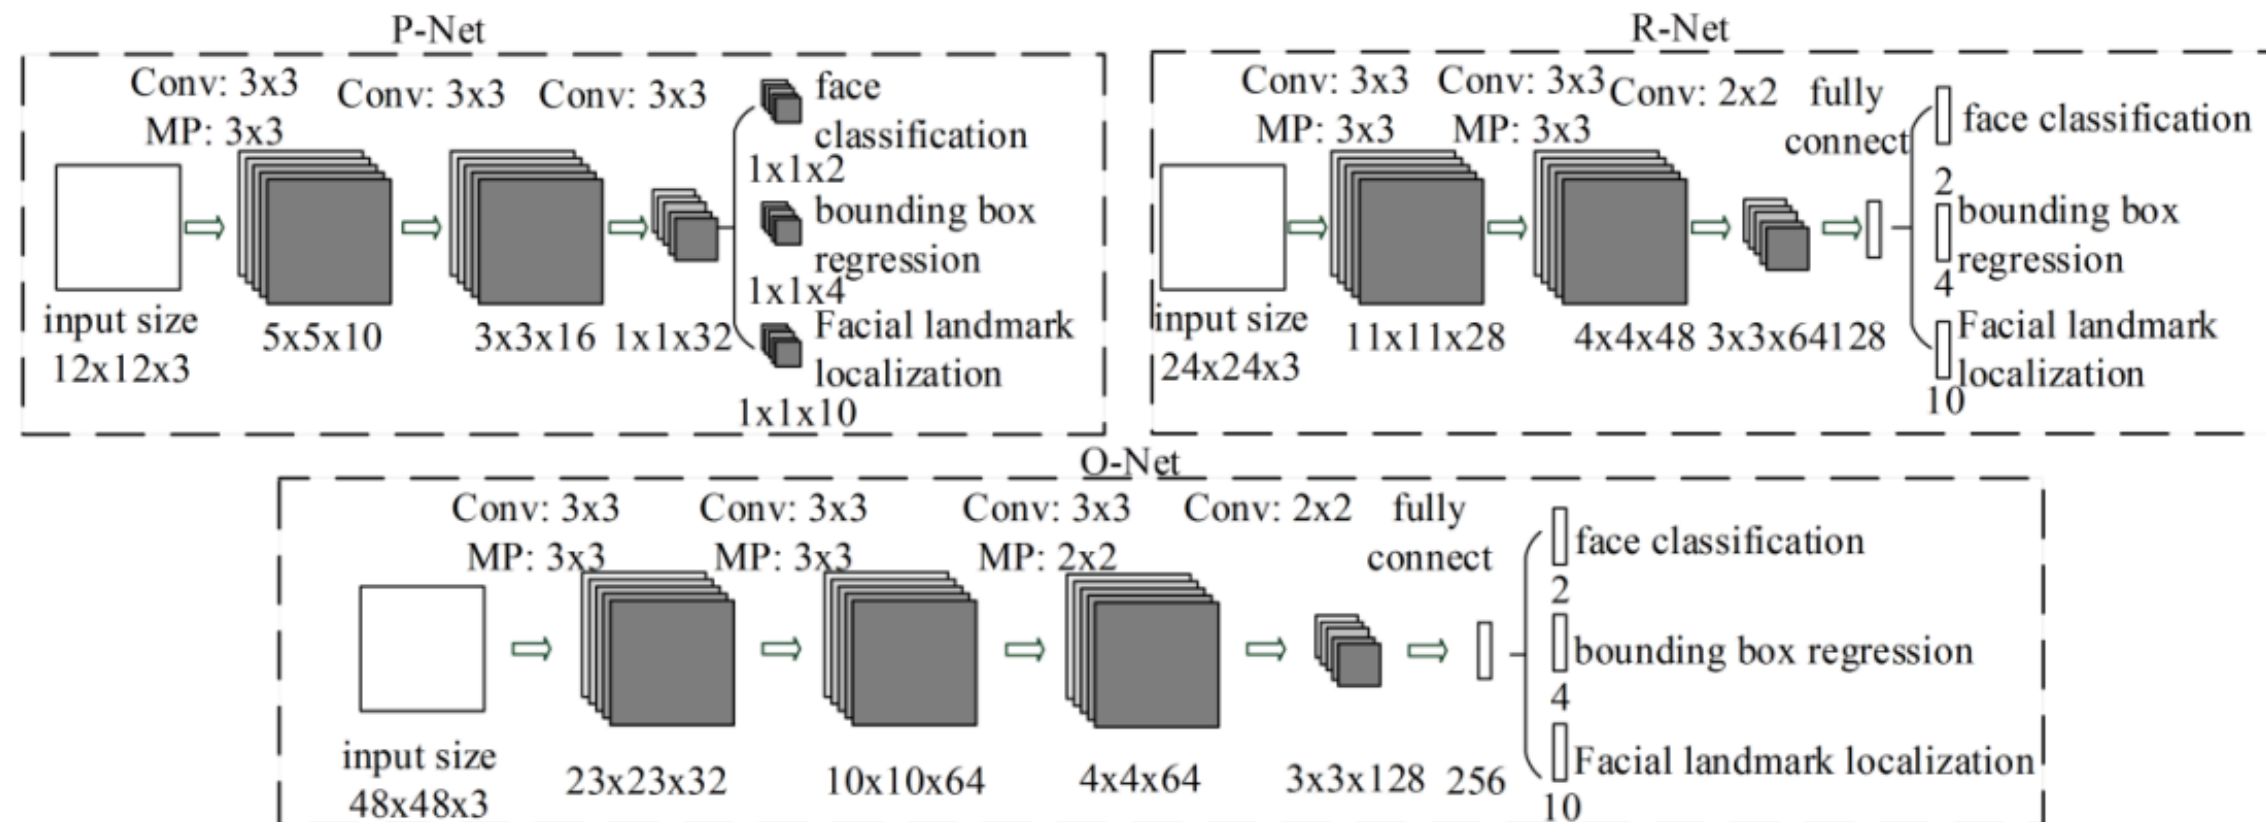 P-Net
Conv: 3x3
MP: 3x3
Conv: 3x3
Conv: 3x3
input size
12x12x3
5x5x10
3x3x16
1x1x32
face
classification
1x1x2
bounding box
regression
1x1x4
Facial landmark
localization
1x1x10
R-Net
Conv: 3x3
MP: 3x3
Conv: 3x3
MP: 3x3
Conv: 2x2
fully
connect
input size
24x24x3
11x11x28
4x4x48
3x3x64
128
face classification
2
bounding box
regression
4
Facial landmark
localization
10
O-Net
Conv: 3x3
MP: 3x3
Conv: 3x3
MP: 3x3
Conv: 3x3
MP: 2x2
Conv: 2x2
fully
connect
input size
48x48x3
23x23x32
10x10x64
4x4x64
3x3x128
256
face classification
2
bounding box regression
4
Facial landmark localization
10